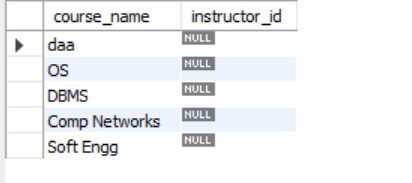 course_name instructor_id
daa NULL
OS NULL
DBMS NULL
Comp Networks NULL
Soft Engg NULL